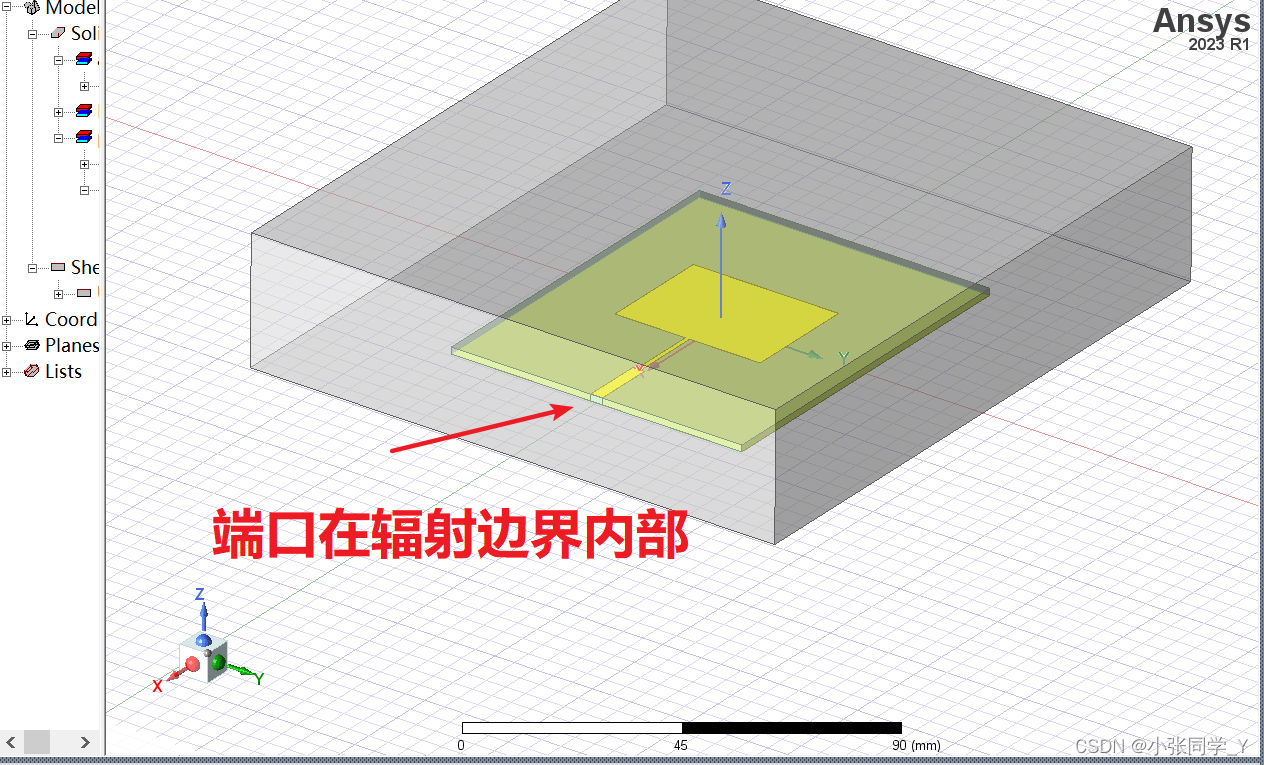 Model
Soli
She
Coord
Planes
Lists
Ansys
2023 R1
Z
Y
X
端口在辐射边界内部
Z
X
Y
0
45
90 (mm)
CSDN @小张同学_Y